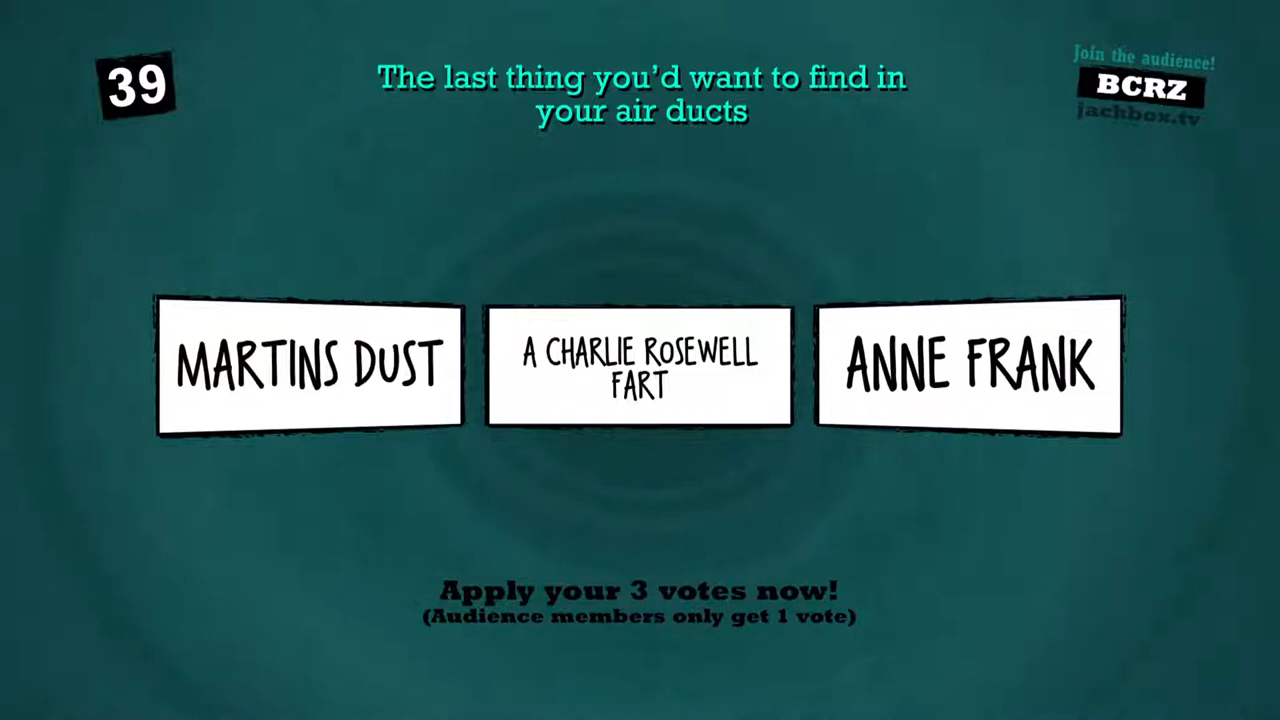 39
The last thing you'd want to find in
your air ducts
Join the audience!
BCRZ
jackbox.tv
MARTINS DUST
A CHARLIE ROSEWELL
FART
ANNE FRANK
Apply your 3 votes now!
(Audience members only get 1 vote)